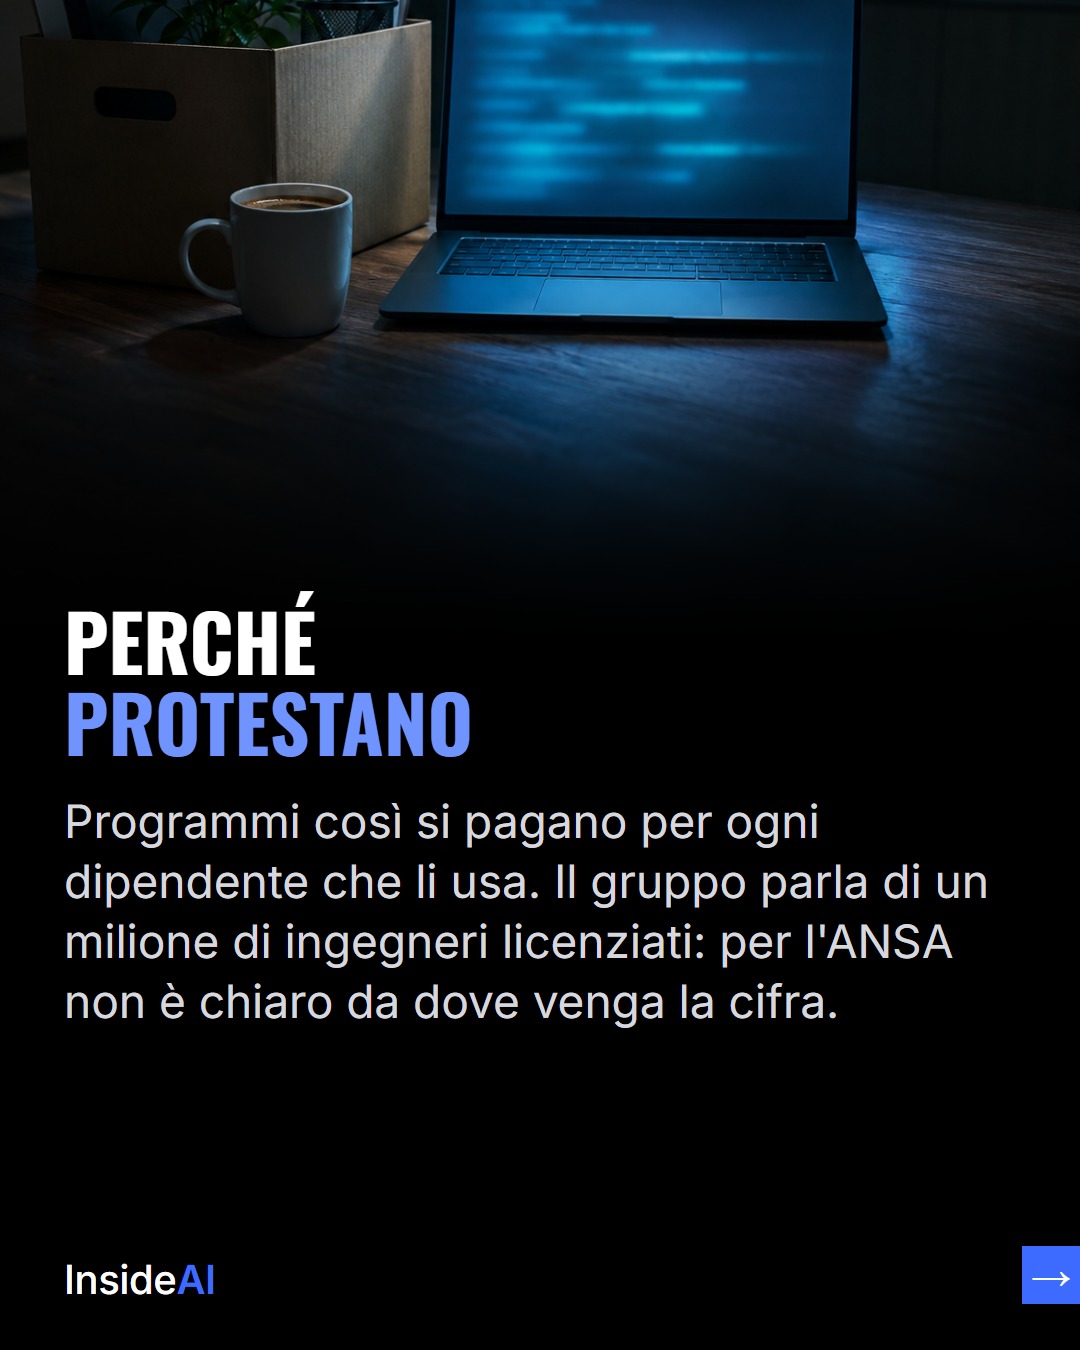 PERCHÉ
PROTESTANO
Programmi così si pagano per ogni
dipendente che li usa. Il gruppo parla di un
milione di ingegneri licenziati: per l'ANSA
non è chiaro da dove venga la cifra.
InsideAI
→